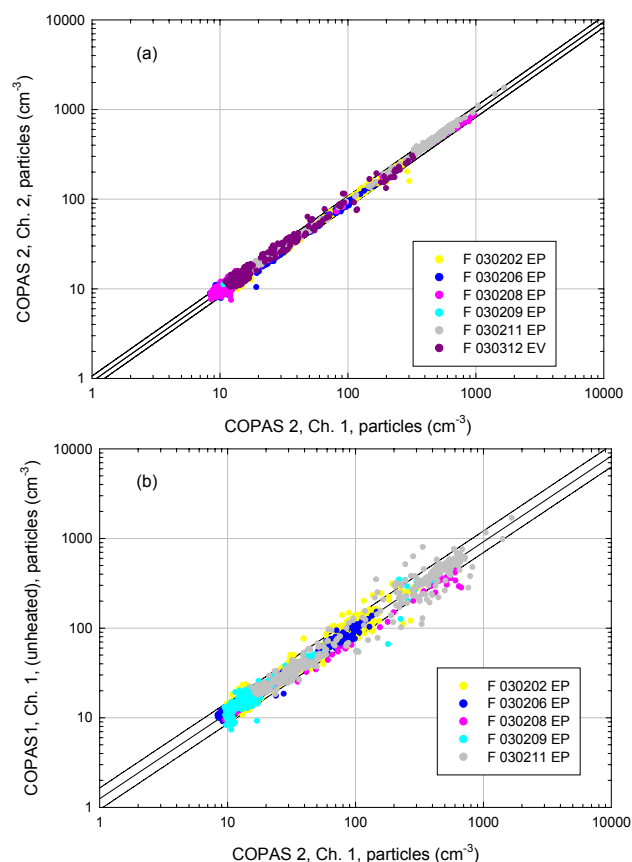 (a)
COPAS 2, Ch. 2, particles (cm-3)
10000
1000
100
10
1
F 030202 EP
F 030206 EP
F 030208 EP
F 030209 EP
F 030211 EP
F 030312 EV
1 10 100 1000 10000
COPAS 2, Ch. 1, particles (cm-3)
(b)
COPAS1, Ch. 1, (unheated), particles (cm-3)
10000
1000
100
10
1
F 030202 EP
F 030206 EP
F 030208 EP
F 030209 EP
F 030211 EP
1 10 100 1000 10000
COPAS 2, Ch. 1, particles (cm-3)